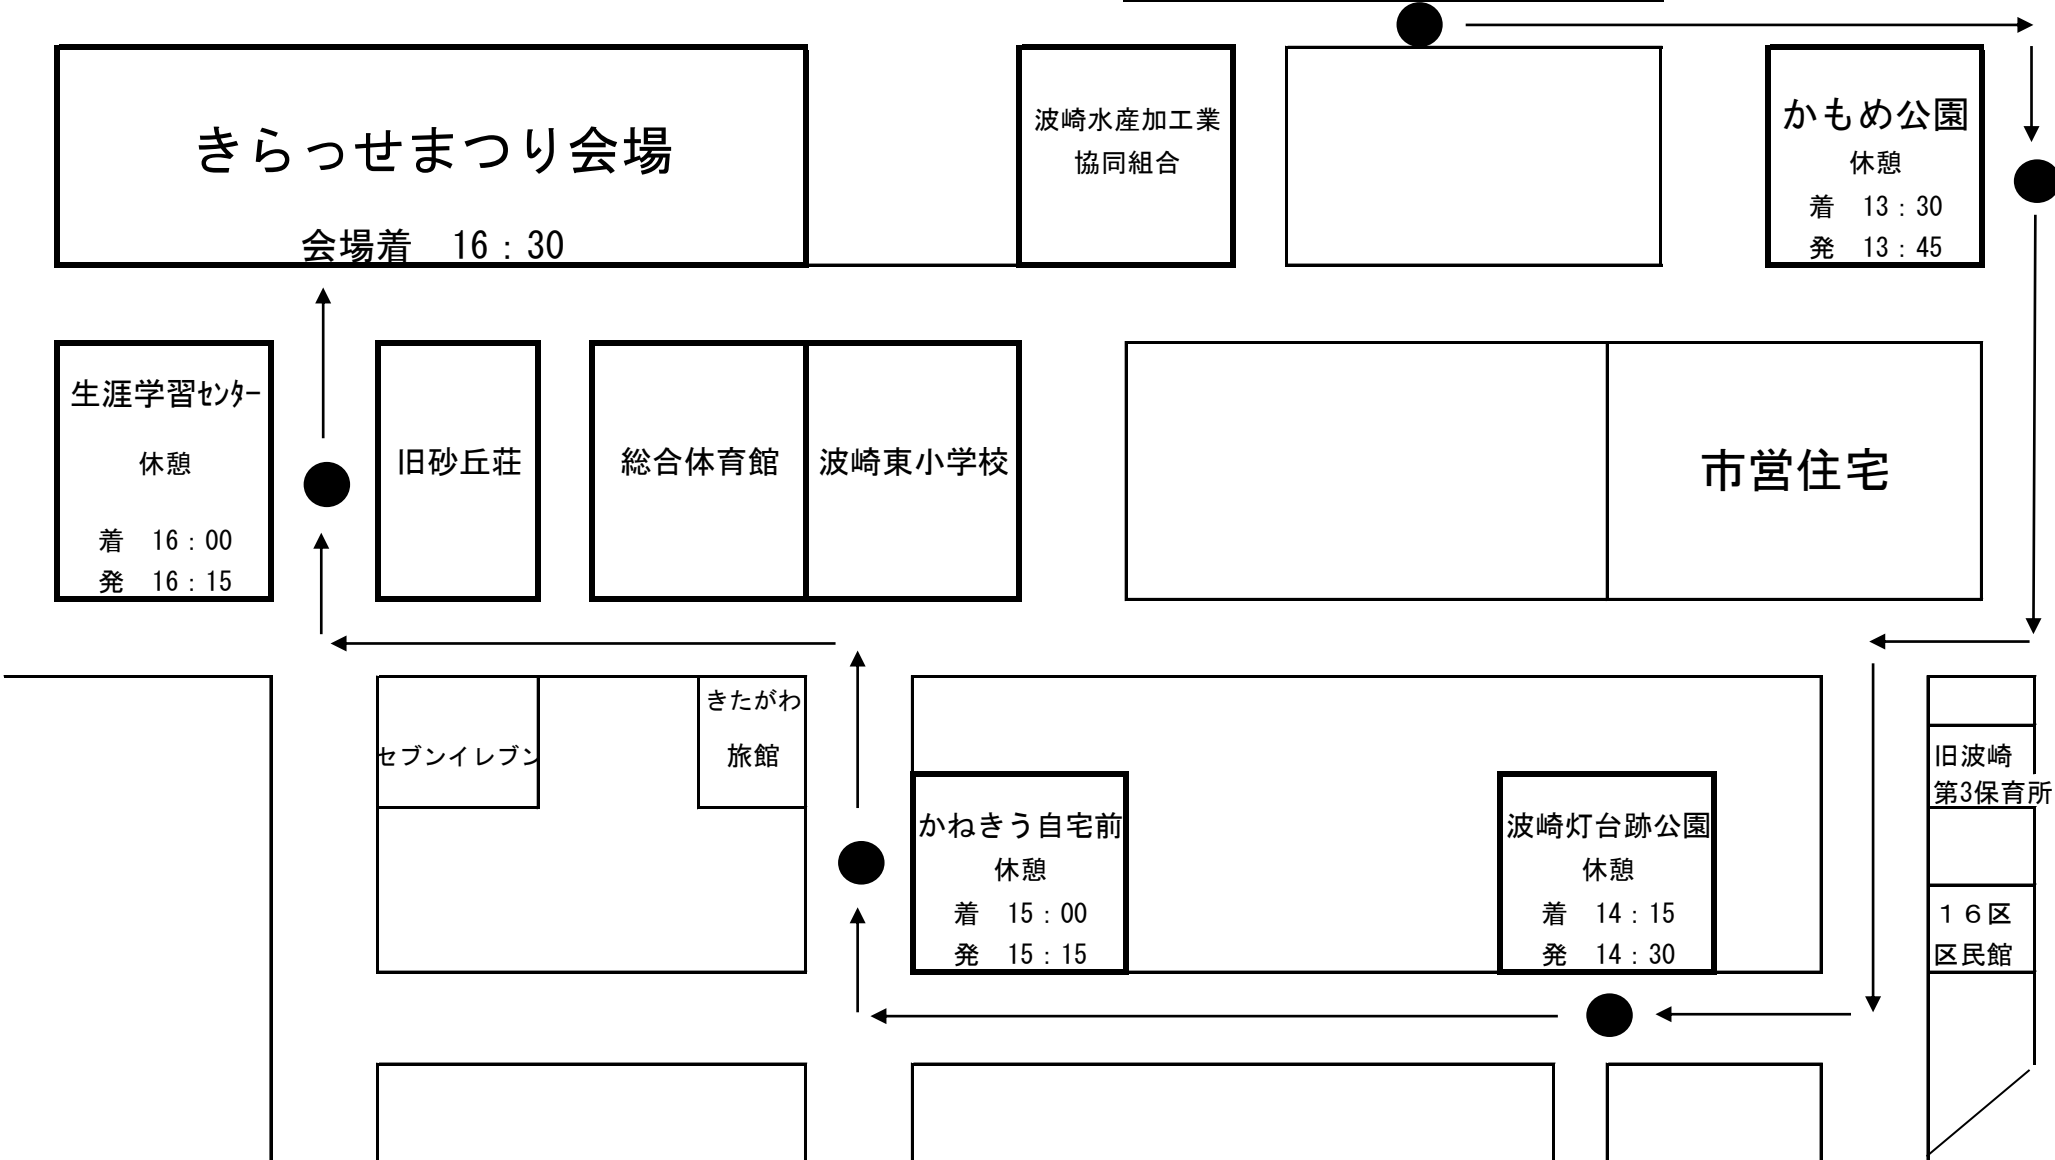 きらっせまつり会場
会場着　16：30
波崎水産加工業
協同組合
かもめ公園
休憩
着　13：30
発　13：45
生涯学習ｾﾝﾀｰ
休憩
着　16：00
発　16：15
旧砂丘荘
総合体育館
波崎東小学校
市営住宅
セブンイレブン
きたがわ
旅館
かねきう自宅前
休憩
着　15：00
発　15：15
波崎灯台跡公園
休憩
着　14：15
発　14：30
旧波崎
第3保育所
１６区
区民館